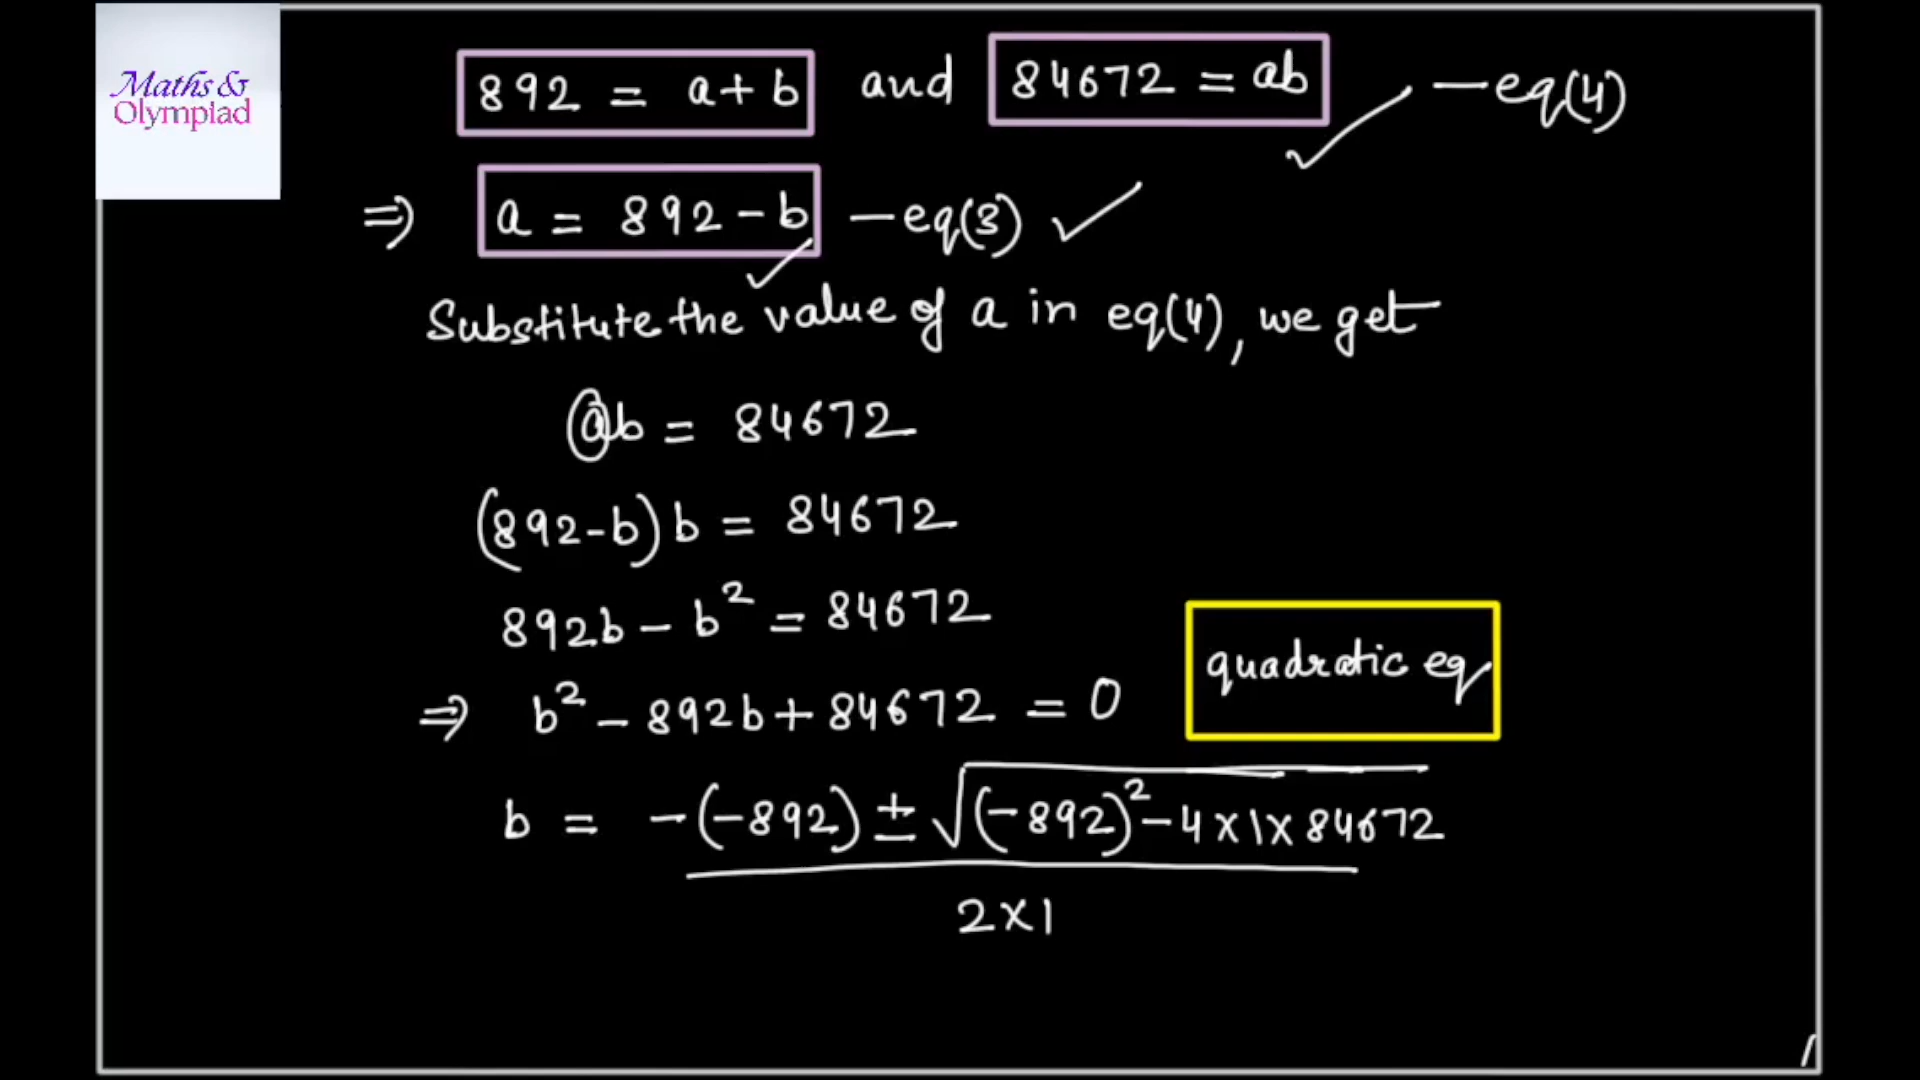 Maths &
Olympiad
892 = a+b and 84672 = ab —eq(4)
⇒ a = 892 - b —eq(3)
Substitute the value of a in eq(4), we get
ab = 84672
(892-b)b = 84672
892b - b² = 84672
quadratic eq
⇒ b² - 892b + 84672 = 0
b = -(-892) ± √(-892)² - 4×1×84672
2×1